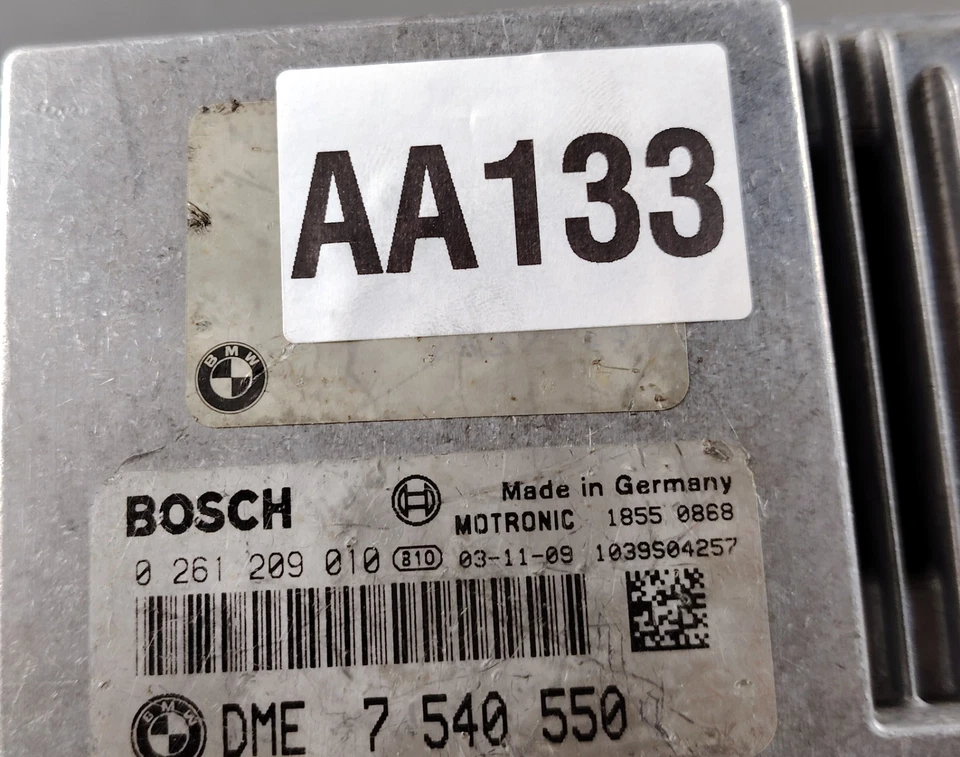 AA133
BMW
BOSCH
Made in Germany
MOTRONIC 1855 0868
0 261 209 010 810 03-11-09 1039S04257
BMW
DME 7 540 550